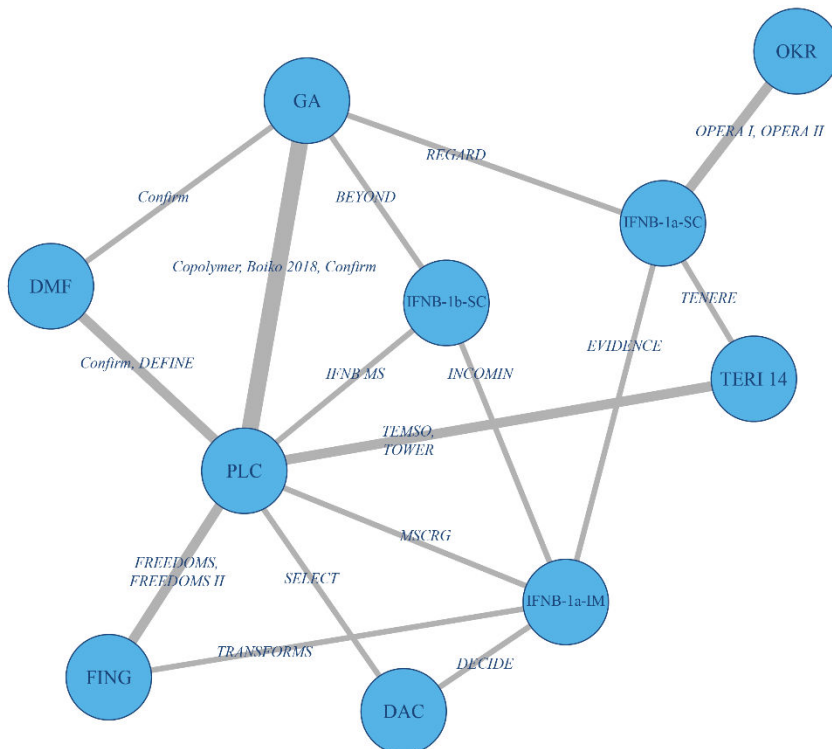 OKR
GA
OPERA I, OPERA II
REGARD
Confirm
BEYOND
IFNB-1a-SC
Copolymer, Boiko 2018, Confirm
DMF
IFNB-1b-SC
TENERE
EVIDENCE
Confirm, DEFINE
IFNB MS
INCOMIN
TERI 14
TEMSO,
TOWER
PLC
MSCRG
FREEDOMS,
FREEDOMS II
SELECT
IFNB-1a-IM
TRANSFORMS
DECIDE
FING
DAC